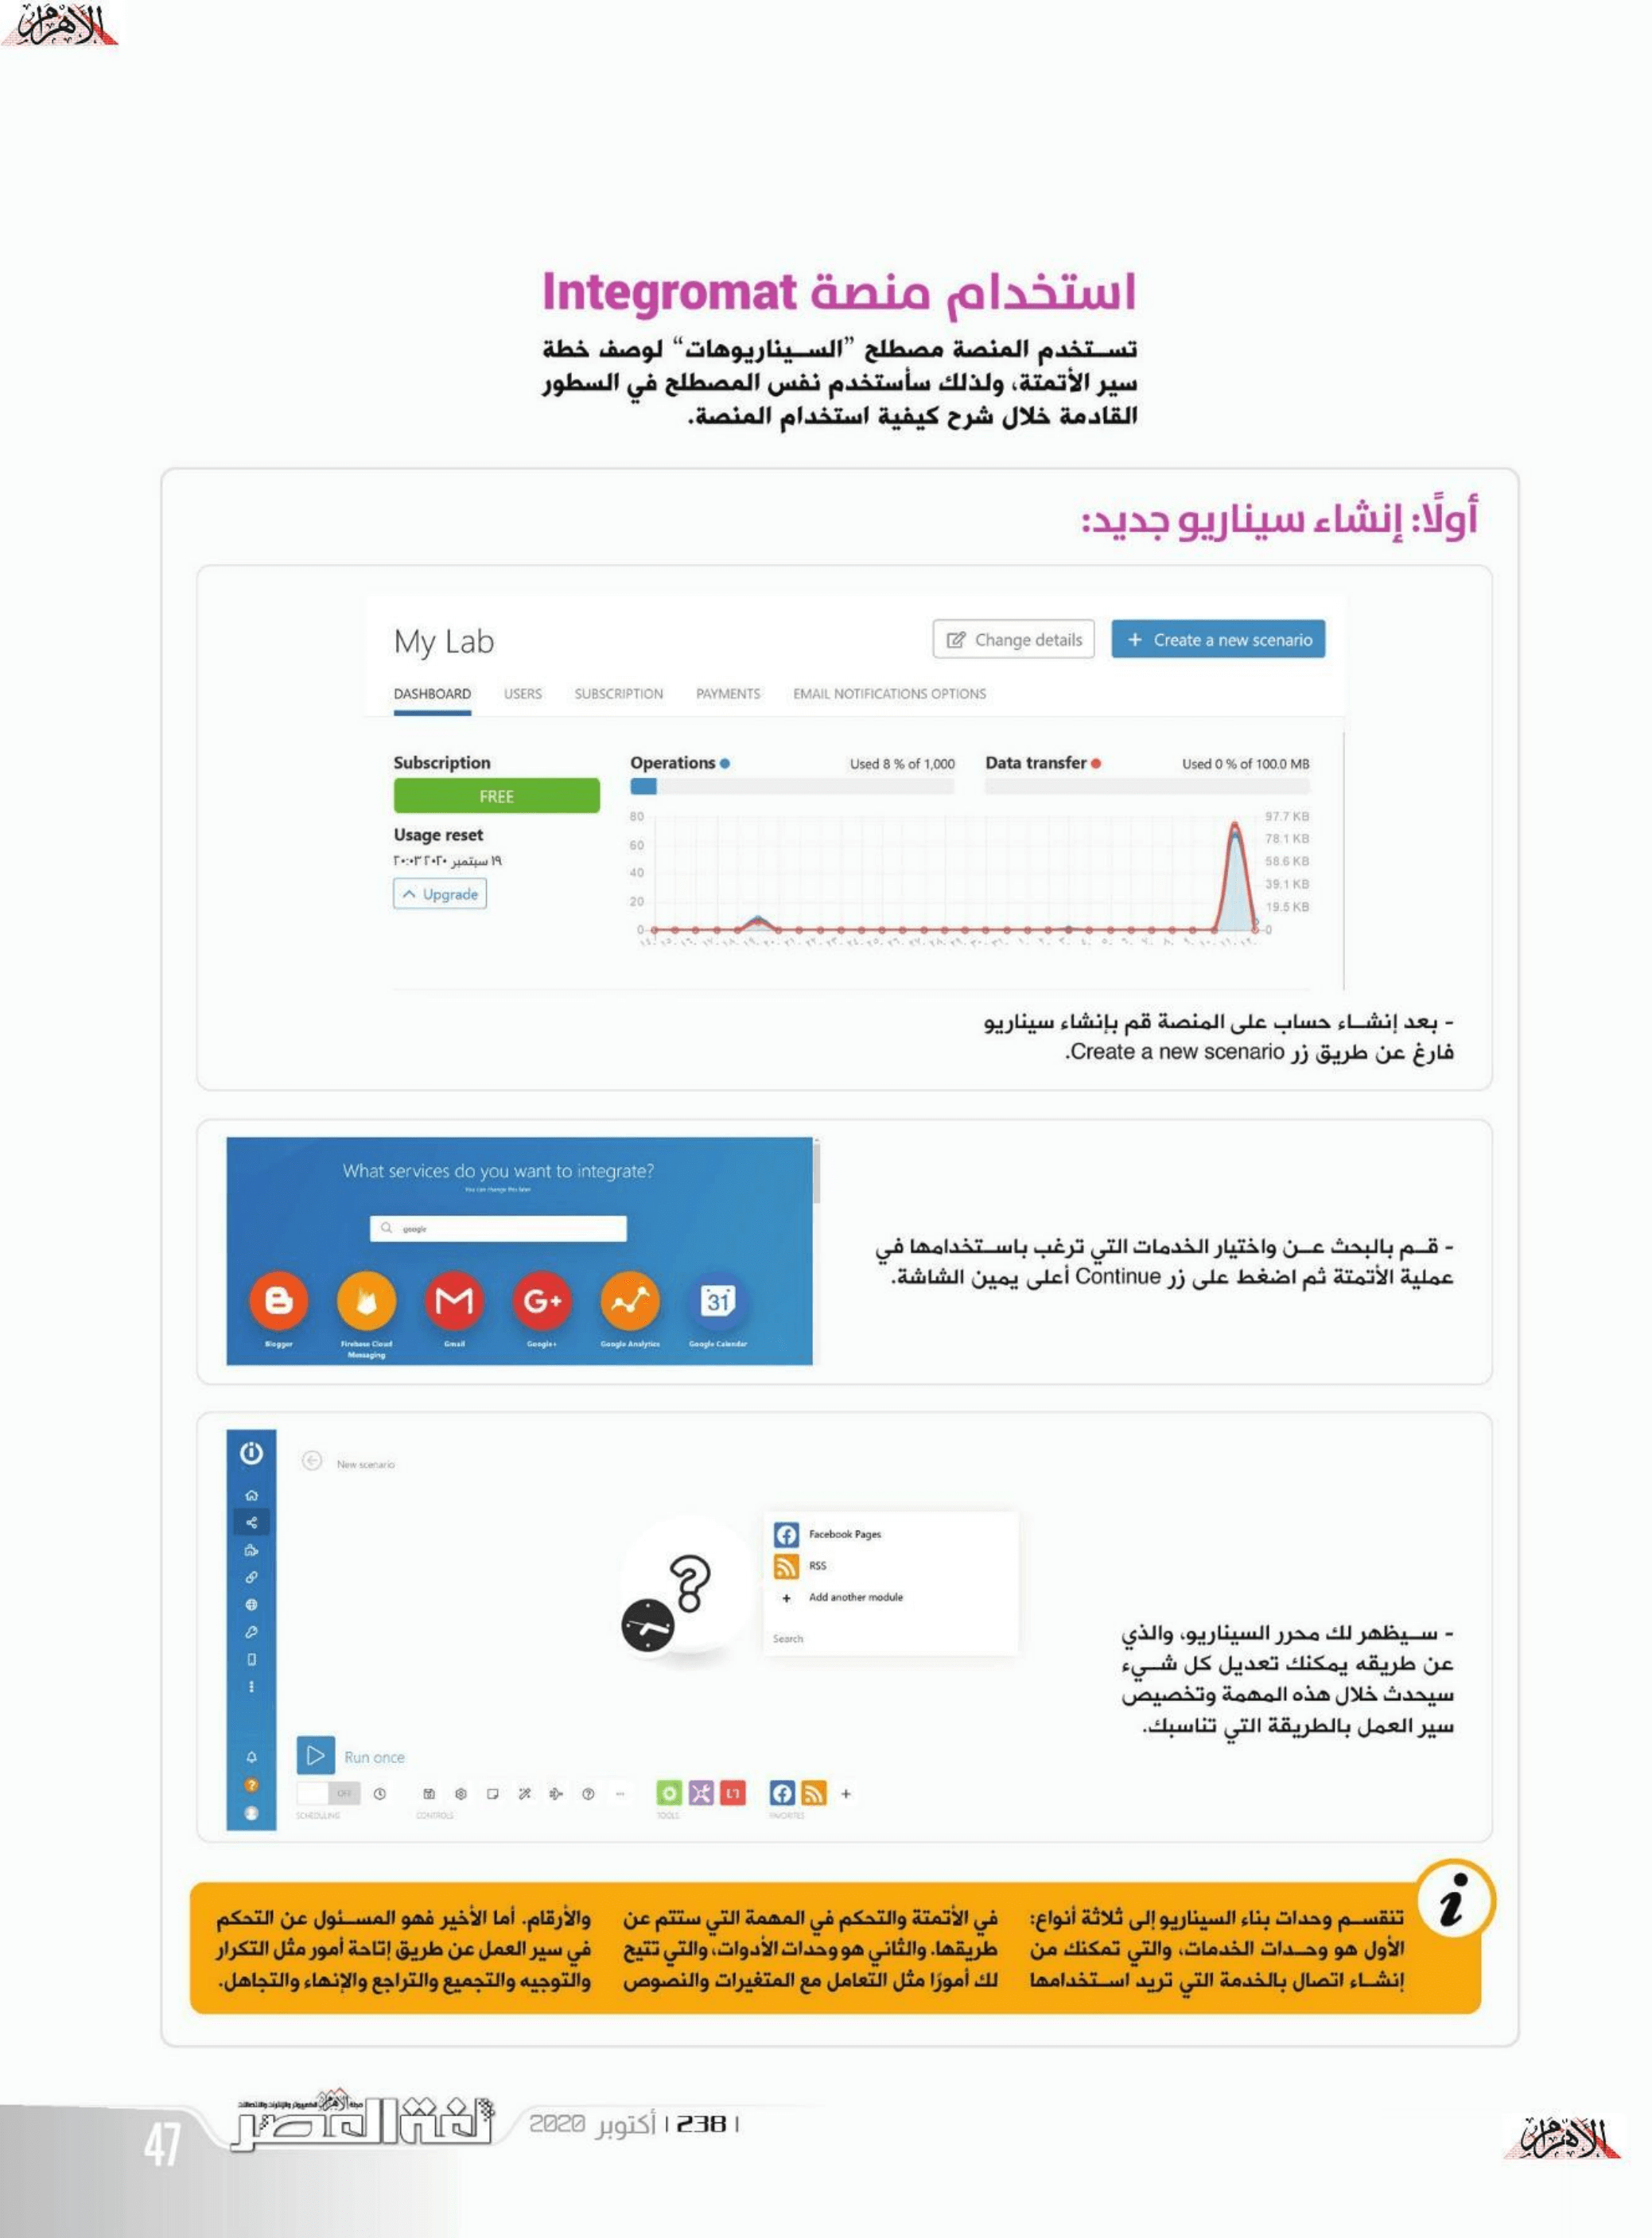 الأهرام
استخدام منصة Integromat
تستخدم المنصة مصطلح "السيناريوهات" لوصف خطة
سير الأتمتة، ولذلك سأستخدم نفس المصطلح في السطور
القادمة خلال شرح كيفية استخدام المنصة.
أولًا: إنشاء سيناريو جديد:
My Lab
Change details
+ Create a new scenario
DASHBOARD USERS SUBSCRIPTION PAYMENTS EMAIL NOTIFICATIONS OPTIONS
Subscription
FREE
Usage reset
١٩ سبتمبر ٢٠٢٠ ٢٠:٠٣
Upgrade
Operations
Used 8 % of 1,000
Data transfer
Used 0 % of 100.0 MB
80
60
40
20
0
97.7 KB
78.1 KB
58.6 KB
39.1 KB
19.5 KB
0
- بعد إنشاء حساب على المنصة قم بإنشاء سيناريو
فارغ عن طريق زر Create a new scenario.
What services do you want to integrate?
You can change this later
google
31
Blogger
Firebase Cloud
Messaging
Gmail
Google+
Google Analytics
Google Calendar
- قم بالبحث عن واختيار الخدمات التي ترغب باستخدامها في
عملية الأتمتة ثم اضغط على زر Continue أعلى يمين الشاشة.
New scenario
Facebook Pages
RSS
+ Add another module
Search
Run once
OFF
SCHEDULING
CONTROLS
TOOLS
FAVORITES
- سيظهر لك محرر السيناريو، والذي
عن طريقه يمكنك تعديل كل شيء
سيحدث خلال هذه المهمة وتخصيص
سير العمل بالطريقة التي تناسبك.
i
تنقسم وحدات بناء السيناريو إلى ثلاثة أنواع:
الأول هو وحدات الخدمات، والتي تمكنك من
إنشاء اتصال بالخدمة التي تريد استخدامها
في الأتمتة والتحكم في المهمة التي ستتم عن
طريقها. والثاني هو وحدات الأدوات، والتي تتيح
لك أمورًا مثل التعامل مع المتغيرات والنصوص
والأرقام. أما الأخير فهو المسئول عن التحكم
في سير العمل عن طريق إتاحة أمور مثل التكرار
والتوجيه والتجميع والتراجع والإنهاء والتجاهل.
47
لغة العصر
| 238 | أكتوبر 2020
الأهرام